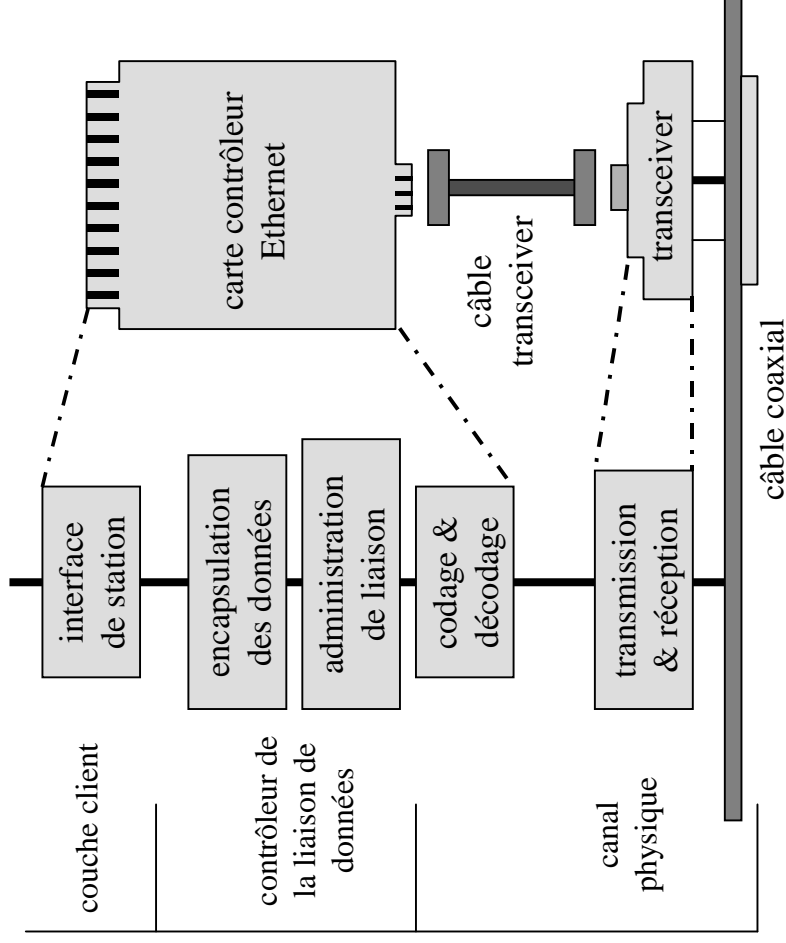 couche client
contrôleur de
la liaison de
données
canal
physique
interface
de station
encapsulation
des données
administration
de liaison
codage &
décodage
transmission
& réception
carte contrôleur
Ethernet
câble
transceiver
transceiver
câble coaxial